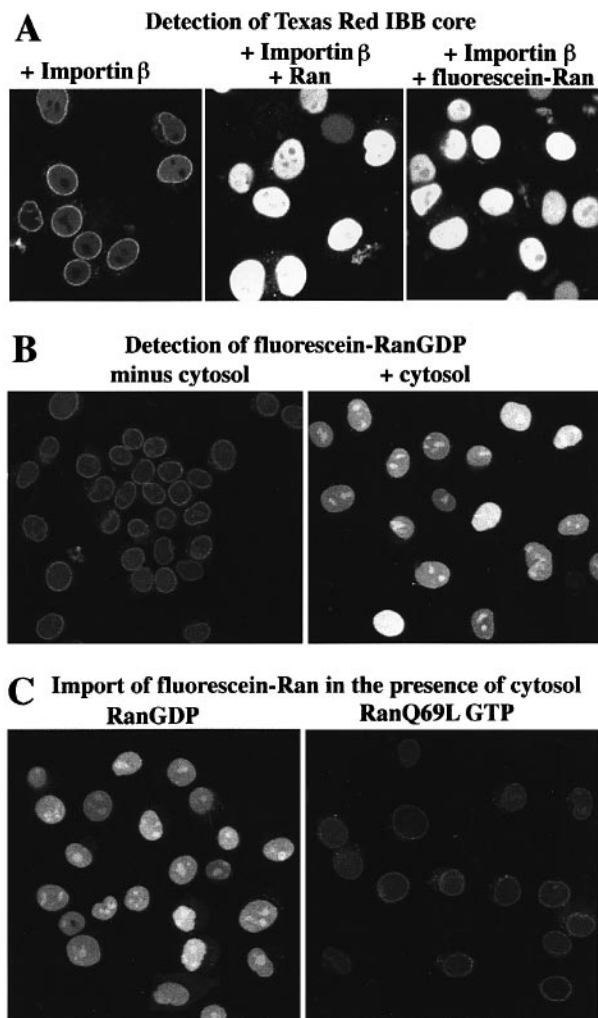 A Detection of Texas Red IBB core
+ Importin β
+ Importin β
+ Ran
+ Importin β
+ fluorescein-Ran
B Detection of fluorescein-RanGDP
minus cytosol + cytosol
C Import of fluorescein-Ran in the presence of cytosol
RanGDP RanQ69L GTP